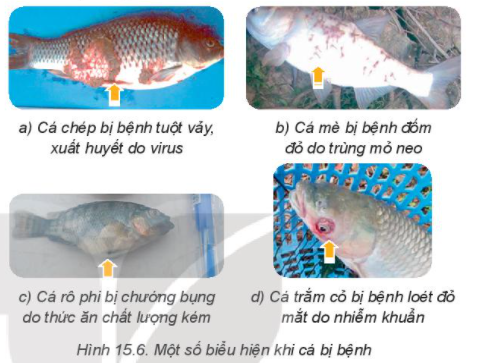 a) Cá chép bị bệnh tuột vảy,
xuất huyết do virus
b) Cá mè bị bệnh đốm
đỏ do trùng mỏ neo
c) Cá rô phi bị chướng bụng
do thức ăn chất lượng kém
d) Cá trắm cỏ bị bệnh loét đỏ
mắt do nhiễm khuẩn
Hình 15.6. Một số biểu hiện khi cá bị bệnh